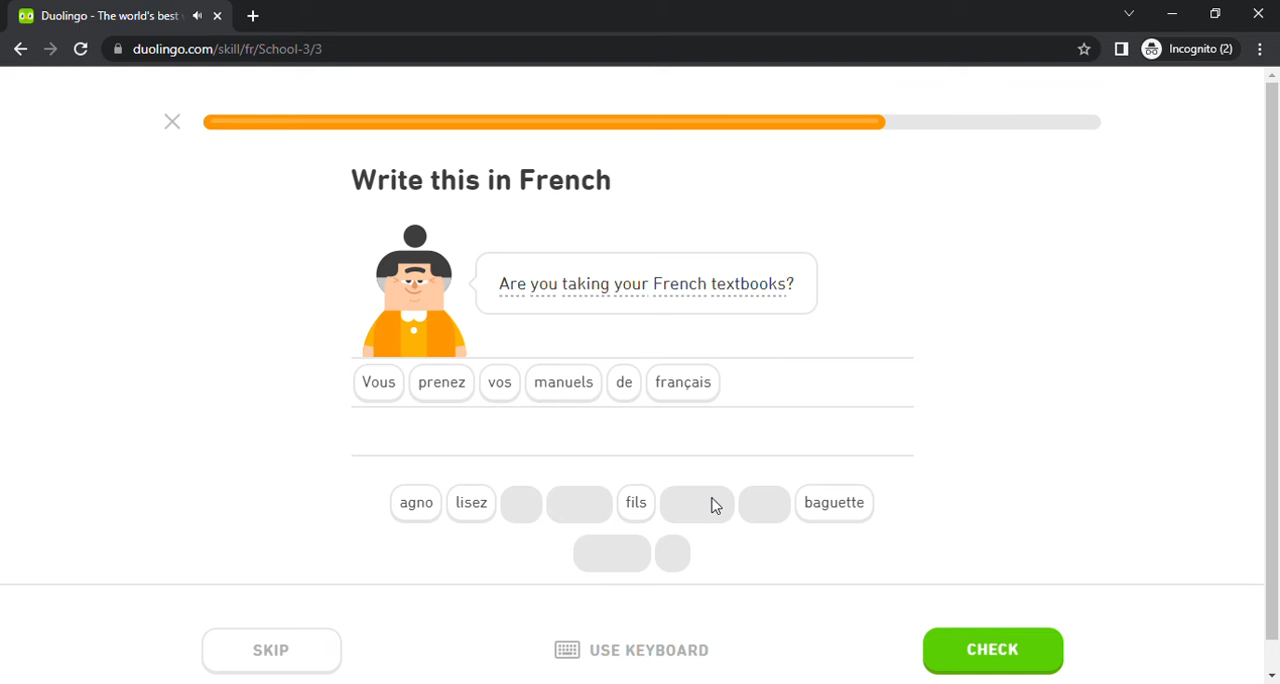 Duolingo - The world's best
duolingo.com/skill/fr/School-3/3
Incognito (2)
Write this in French
Are you taking your French textbooks?
Vous prenez vos manuels de français
agno lisez fils baguette
SKIP USE KEYBOARD CHECK